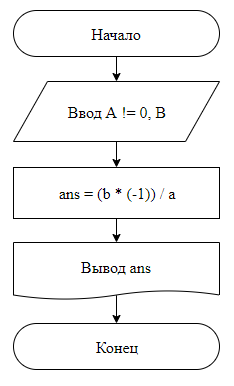 Начало
Ввод A != 0, B
ans = (b * (-1)) / a
Вывод ans
Конец